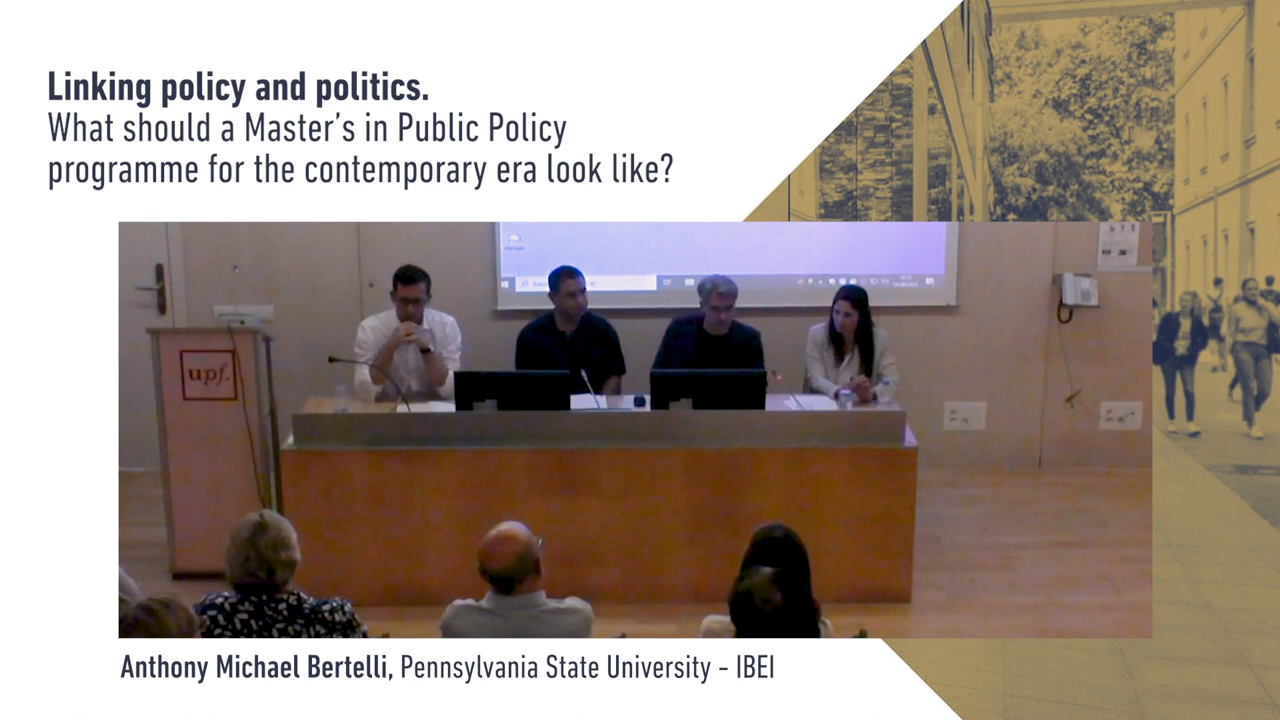 Linking policy and politics.
What should a Master's in Public Policy
programme for the contemporary era look like?
upf.
Anthony Michael Bertelli, Pennsylvania State University - IBEI